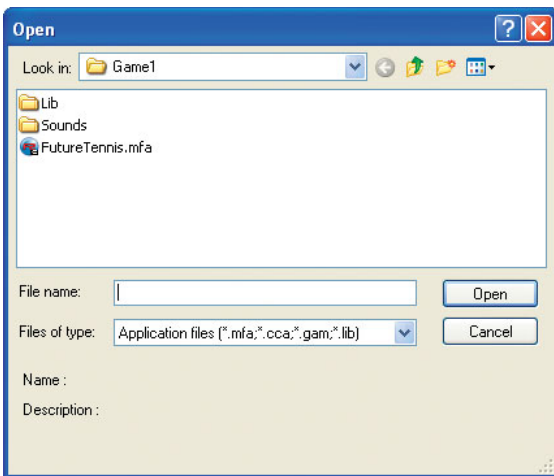 Open
Look in: Game1
Lib
Sounds
FutureTennis.mfa
File name: Open
Files of type: Application files (*.mfa;*.cca;*.gam;*.lib) Cancel
Name :
Description :